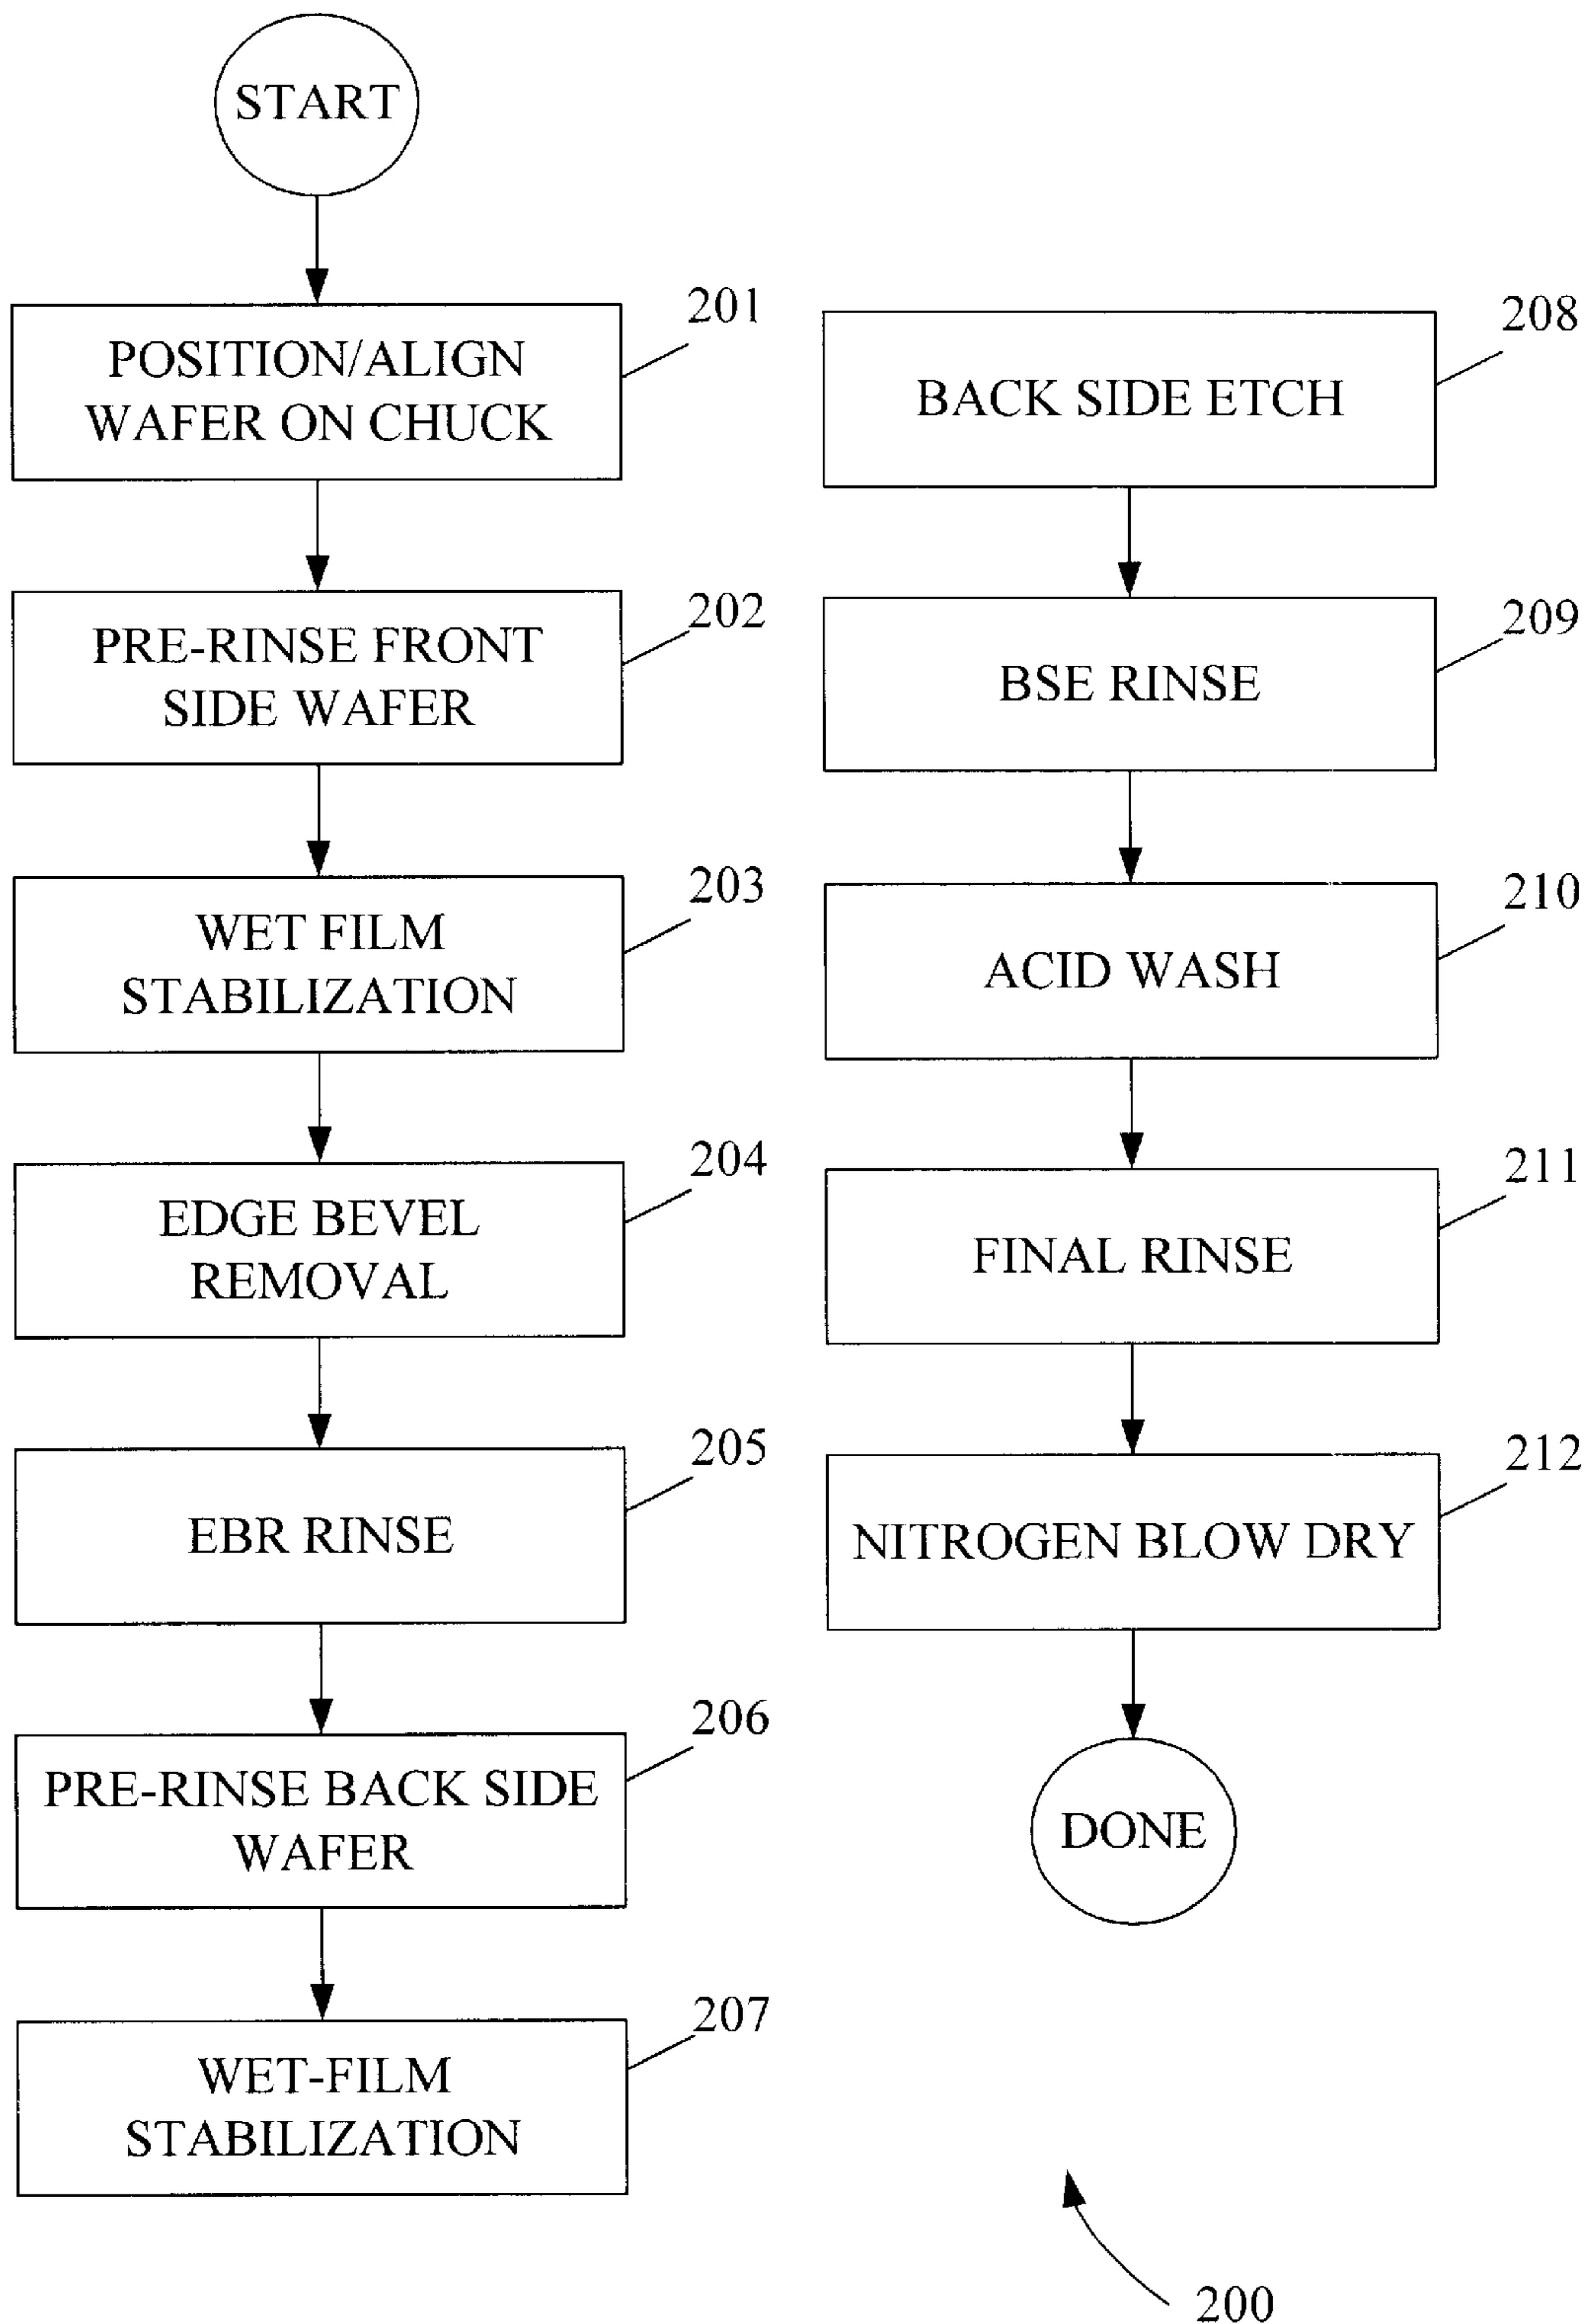 START
201
POSITION/ALIGN
WAFER ON CHUCK
202
PRE-RINSE FRONT
SIDE WAFER
203
WET FILM
STABILIZATION
204
EDGE BEVEL
REMOVAL
205
EBR RINSE
206
PRE-RINSE BACK SIDE
WAFER
207
WET-FILM
STABILIZATION
208
BACK SIDE ETCH
209
BSE RINSE
210
ACID WASH
211
FINAL RINSE
212
NITROGEN BLOW DRY
DONE
200